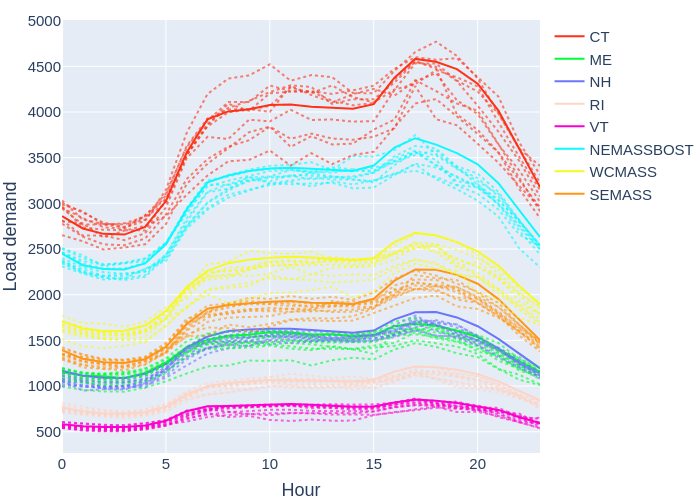 5000
4500
4000
3500
3000
2500
2000
1500
1000
500
Load demand
0
5
10
15
20
Hour
CT
ME
NH
RI
VT
NEMASSBOST
WCMASS
SEMASS